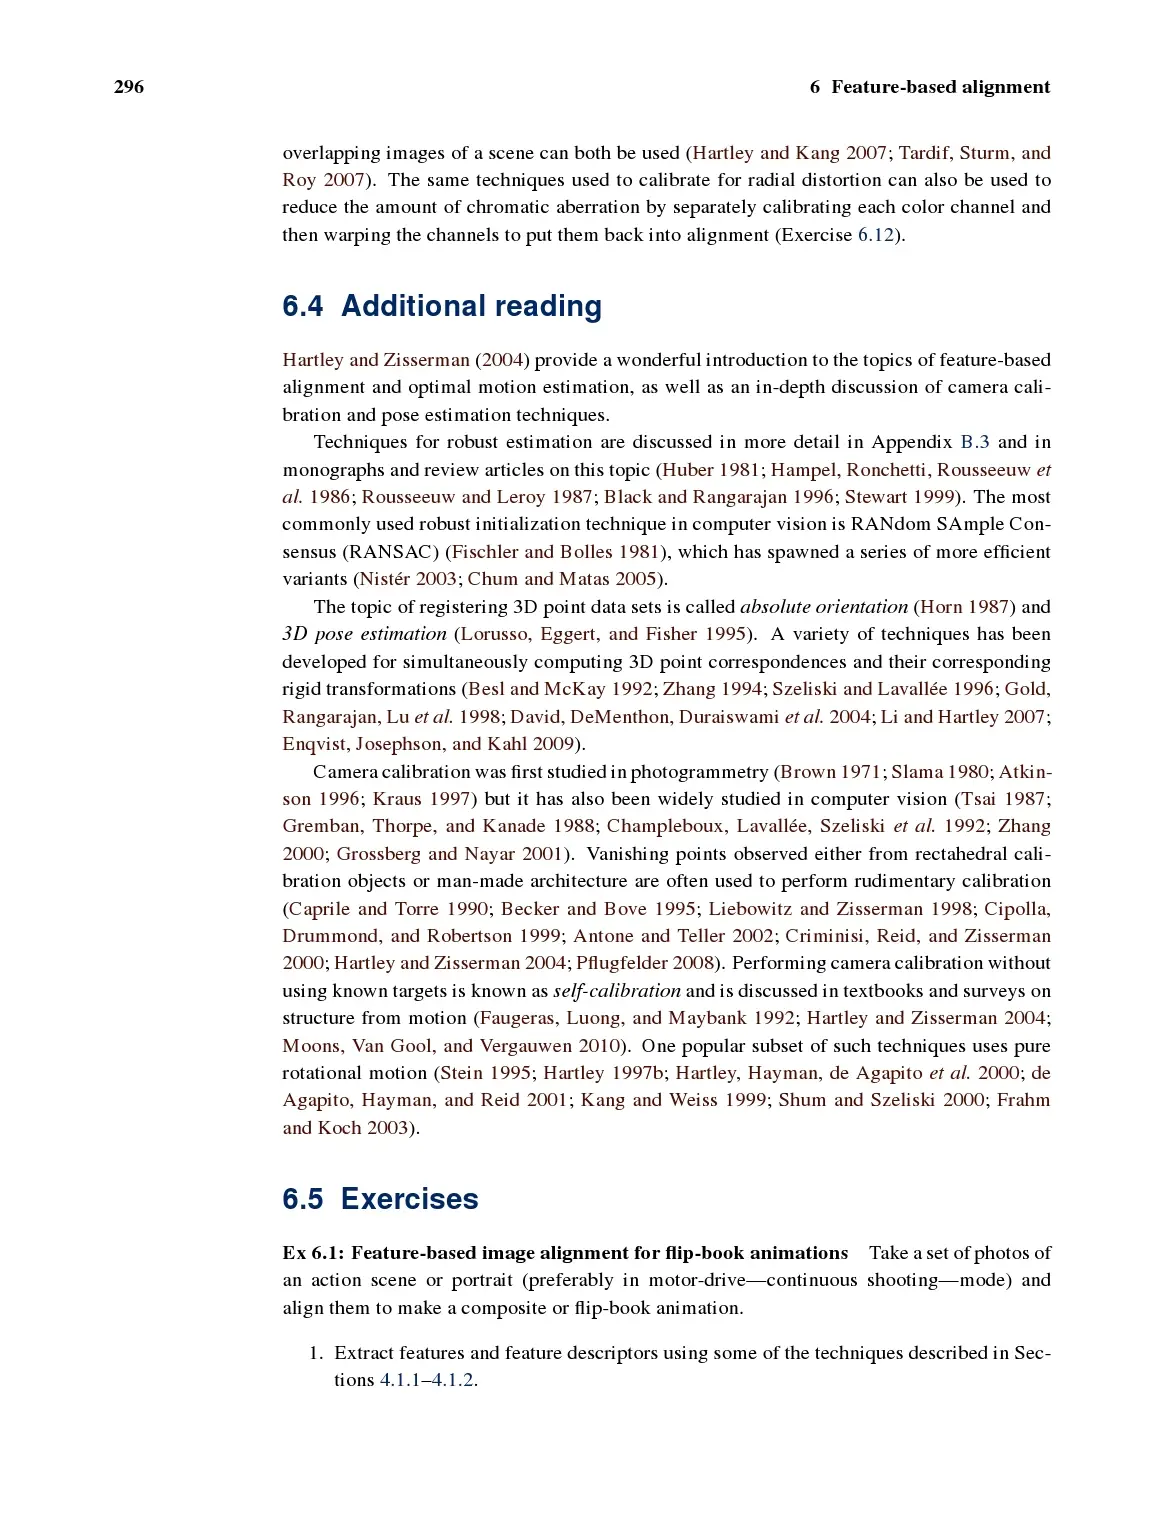 296
6 Feature-based alignment
overlapping images of a scene can both be used (Hartley and Kang 2007; Tardif, Sturm, and
Roy 2007). The same techniques used to calibrate for radial distortion can also be used to
reduce the amount of chromatic aberration by separately calibrating each color channel and
then warping the channels to put them back into alignment (Exercise 6.12).
6.4 Additional reading
Hartley and Zisserman (2004) provide a wonderful introduction to the topics of feature-based
alignment and optimal motion estimation, as well as an in-depth discussion of camera cali-
bration and pose estimation techniques.
Techniques for robust estimation are discussed in more detail in Appendix B.3 and in
monographs and review articles on this topic (Huber 1981; Hampel, Ronchetti, Rousseeuw et
al. 1986; Rousseeuw and Leroy 1987; Black and Rangarajan 1996; Stewart 1999). The most
commonly used robust initialization technique in computer vision is RANdom SAmple Con-
sensus (RANSAC) (Fischler and Bolles 1981), which has spawned a series of more efficient
variants (Nistér 2003; Chum and Matas 2005).
The topic of registering 3D point data sets is called absolute orientation (Horn 1987) and
3D pose estimation (Lorusso, Eggert, and Fisher 1995). A variety of techniques has been
developed for simultaneously computing 3D point correspondences and their corresponding
rigid transformations (Besl and McKay 1992; Zhang 1994; Szeliski and Lavallée 1996; Gold,
Rangarajan, Lu et al. 1998; David, DeMenthon, Duraiswami et al. 2004; Li and Hartley 2007;
Enqvist, Josephson, and Kahl 2009).
Camera calibration was first studied in photogrammetry (Brown 1971; Slama 1980; Atkin-
son 1996; Kraus 1997) but it has also been widely studied in computer vision (Tsai 1987;
Gremban, Thorpe, and Kanade 1988; Champleboux, Lavallée, Szeliski et al. 1992; Zhang
2000; Grossberg and Nayar 2001). Vanishing points observed either from rectahedral cali-
bration objects or man-made architecture are often used to perform rudimentary calibration
(Caprile and Torre 1990; Becker and Bove 1995; Liebowitz and Zisserman 1998; Cipolla,
Drummond, and Robertson 1999; Antone and Teller 2002; Criminisi, Reid, and Zisserman
2000; Hartley and Zisserman 2004; Pflugfelder 2008). Performing camera calibration without
using known targets is known as self-calibration and is discussed in textbooks and surveys on
structure from motion (Faugeras, Luong, and Maybank 1992; Hartley and Zisserman 2004;
Moons, Van Gool, and Vergauwen 2010). One popular subset of such techniques uses pure
rotational motion (Stein 1995; Hartley 1997b; Hartley, Hayman, de Agapito et al. 2000; de
Agapito, Hayman, and Reid 2001; Kang and Weiss 1999; Shum and Szeliski 2000; Frahm
and Koch 2003).
6.5 Exercises
Ex 6.1: Feature-based image alignment for flip-book animations Take a set of photos of
an action scene or portrait (preferably in motor-drive—continuous shooting—mode) and
align them to make a composite or flip-book animation.
1. Extract features and feature descriptors using some of the techniques described in Sec-
tions 4.1.1–4.1.2.